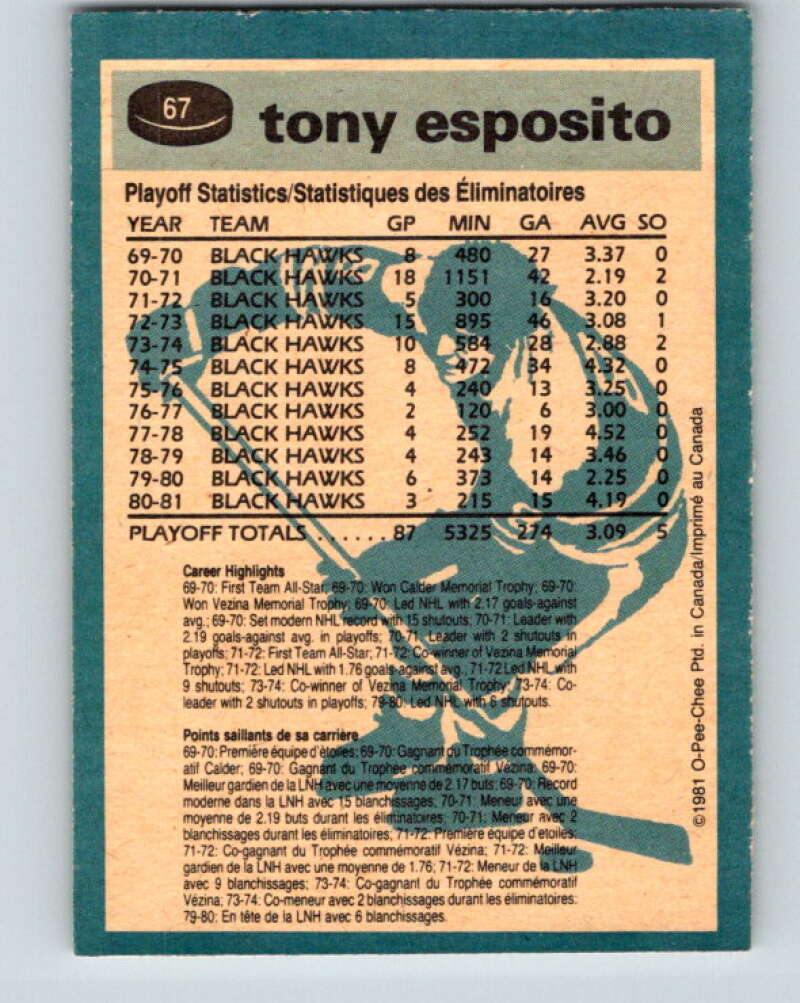 67
tony esposito
Playoff Statistics/Statistiques des Éliminatoires
YEAR TEAM GP MIN GA AVG SO
69-70 BLACK HAWKS 8 480 27 3.37 0
70-71 BLACK HAWKS 18 1151 42 2.19 2
71-72 BLACK HAWKS 5 300 16 3.20 0
72-73 BLACK HAWKS 15 895 46 3.08 1
73-74 BLACK HAWKS 10 584 28 2.88 2
74-75 BLACK HAWKS 8 472 34 4.32 0
75-76 BLACK HAWKS 4 240 13 3.25 0
76-77 BLACK HAWKS 2 120 6 3.00 0
77-78 BLACK HAWKS 4 252 19 4.52 0
78-79 BLACK HAWKS 4 243 14 3.46 0
79-80 BLACK HAWKS 6 373 14 2.25 0
80-81 BLACK HAWKS 3 215 15 4.19 0
PLAYOFF TOTALS ...... 87 5325 274 3.09 5
Career Highlights
69-70: First Team All-Star; 69-70: Won Calder Memorial Trophy; 69-70:
Won Vezina Memorial Trophy; 69-70: Led NHL with 2.17 goals-against
avg.; 69-70: Set modern NHL record with 15 shutouts; 70-71: Leader with
2.19 goals-against avg. in playoffs; 70-71: Leader with 2 shutouts in
playoffs; 71-72: First Team All-Star; 71-72: Co-winner of Vezina Memorial
Trophy; 71-72: Led NHL with 1.76 goals-against avg.; 71-72 Led NHL with
9 shutouts; 73-74: Co-winner of Vezina Memorial Trophy; 73-74: Co-
leader with 2 shutouts in playoffs; 79-80: Led NHL with 6 shutouts.
Points saillants de sa carrière
69-70: Première équipe d'étoiles; 69-70: Gagnant du Trophée commémor-
atif Calder; 69-70: Gagnant du Trophée commémoratif Vézina; 69-70:
Meilleur gardien de la LNH avec une moyenne de 2.17 buts; 69-70: Record
moderne dans la LNH avec 15 blanchissages; 70-71: Meneur avec une
moyenne de 2.19 buts durant les éliminatoires; 70-71: Meneur avec 2
blanchissages durant les éliminatoires; 71-72: Première équipe d'etoiles;
71-72: Co-gagnant du Trophée commémoratif Vézina; 71-72: Meilleur
gardien de la LNH avec une moyenne de 1.76; 71-72: Meneur de la LNH
avec 9 blanchissages; 73-74: Co-gagnant du Trophée commémoratif
Vézina; 73-74: Co-meneur avec 2 blanchissages durant les éliminatoires;
79-80: En tête de la LNH avec 6 blanchissages.
©1981 O-Pee-Chee Ptd. in Canada/Imprimé au Canada